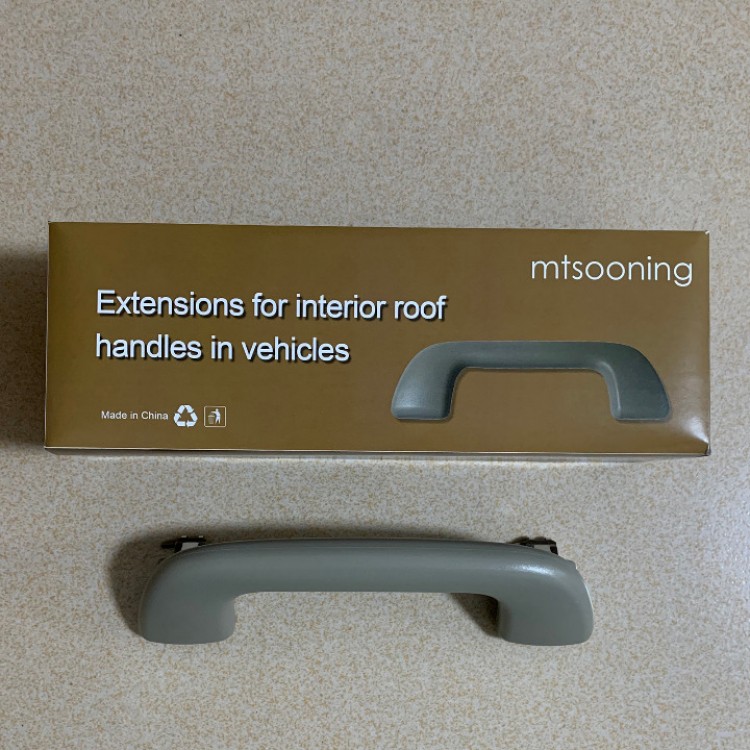 mtsooning
Extensions for interior roof
handles in vehicles
Made in China